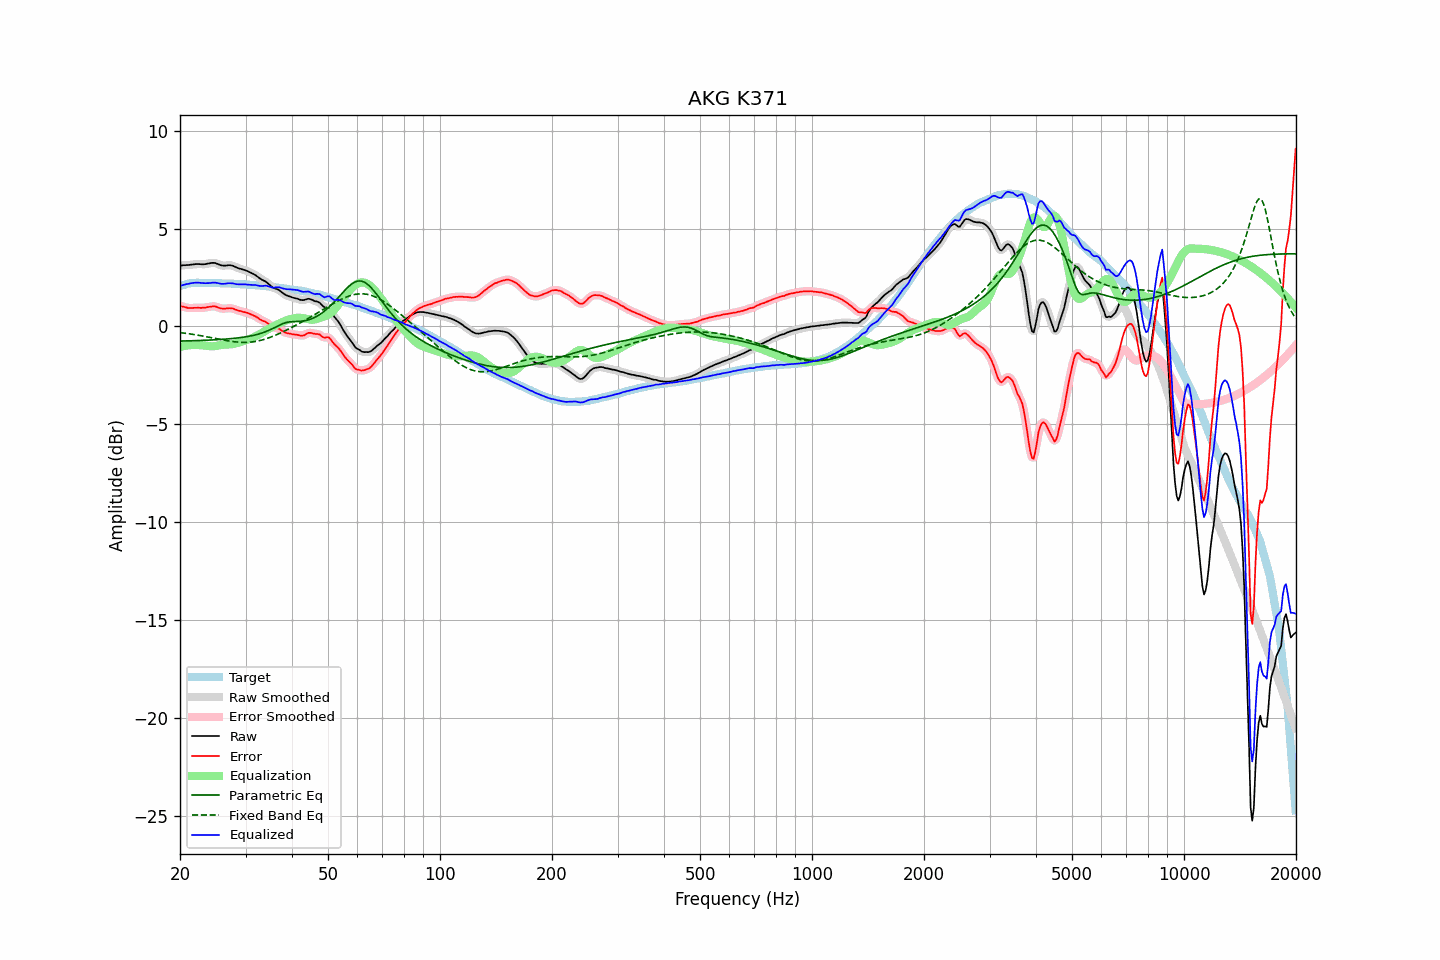 AKG K371
Amplitude (dBr)
10
5
0
−5
−10
−15
−20
−25
Target
Raw Smoothed
Error Smoothed
Raw
Error
Equalization
Parametric Eq
Fixed Band Eq
Equalized
20 50 100 200 500 1000 2000 5000 10000 20000
Frequency (Hz)